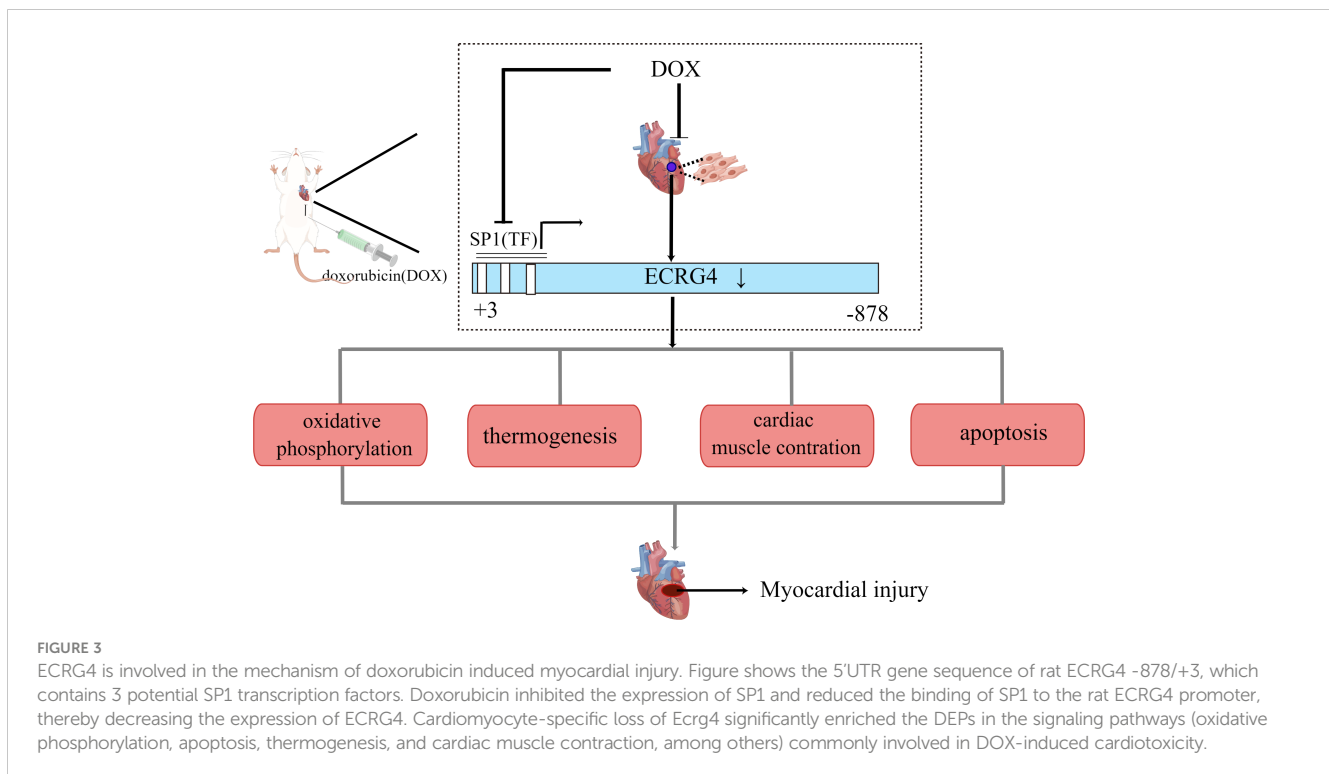 DOX
SP1(TF)
doxorubicin(DOX)
ECRG4 ↓
+3
-878
oxidative
phosphorylation
thermogenesis
cardiac
muscle contration
apoptosis
Myocardial injury
FIGURE 3
ECRG4 is involved in the mechanism of doxorubicin induced myocardial injury. Figure shows the 5’UTR gene sequence of rat ECRG4 -878/+3, which
contains 3 potential SP1 transcription factors. Doxorubicin inhibited the expression of SP1 and reduced the binding of SP1 to the rat ECRG4 promoter,
thereby decreasing the expression of ECRG4. Cardiomyocyte-specific loss of Ecrg4 significantly enriched the DEPs in the signaling pathways (oxidative
phosphorylation, apoptosis, thermogenesis, and cardiac muscle contraction, among others) commonly involved in DOX-induced cardiotoxicity.